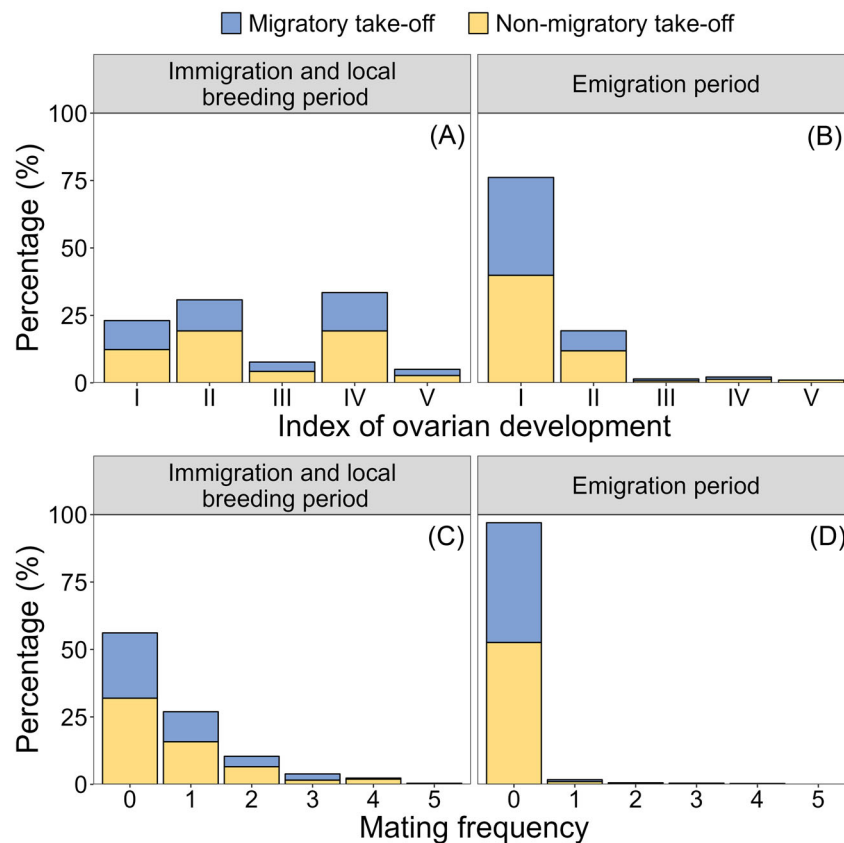 Migratory take-off Non-migratory take-off
Immigration and local
breeding period
Emigration period
(A)
(B)
100
75
50
25
0
Percentage (%)
I II III IV V
I II III IV V
Index of ovarian development
Immigration and local
breeding period
Emigration period
(C)
(D)
100
75
50
25
0
Percentage (%)
0 1 2 3 4 5
0 1 2 3 4 5
Mating frequency